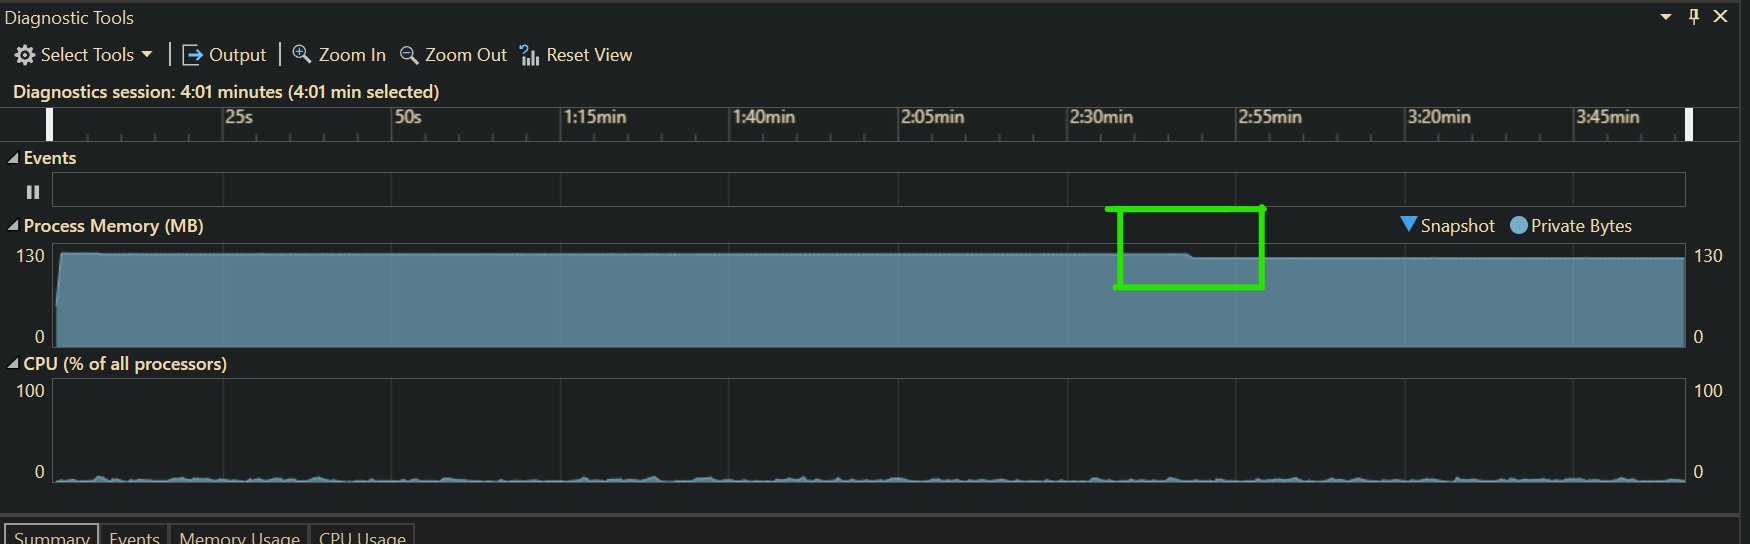 Diagnostic Tools
Select Tools Output Zoom In Zoom Out Reset View
Diagnostics session: 4:01 minutes (4:01 min selected)
25s 50s 1:15min 1:40min 2:05min 2:30min 2:55min 3:20min 3:45min
Events
Process Memory (MB) Snapshot Private Bytes
130 130
0 0
CPU (% of all processors)
100 100
0 0
Summary Events Memory Usage CPU Usage